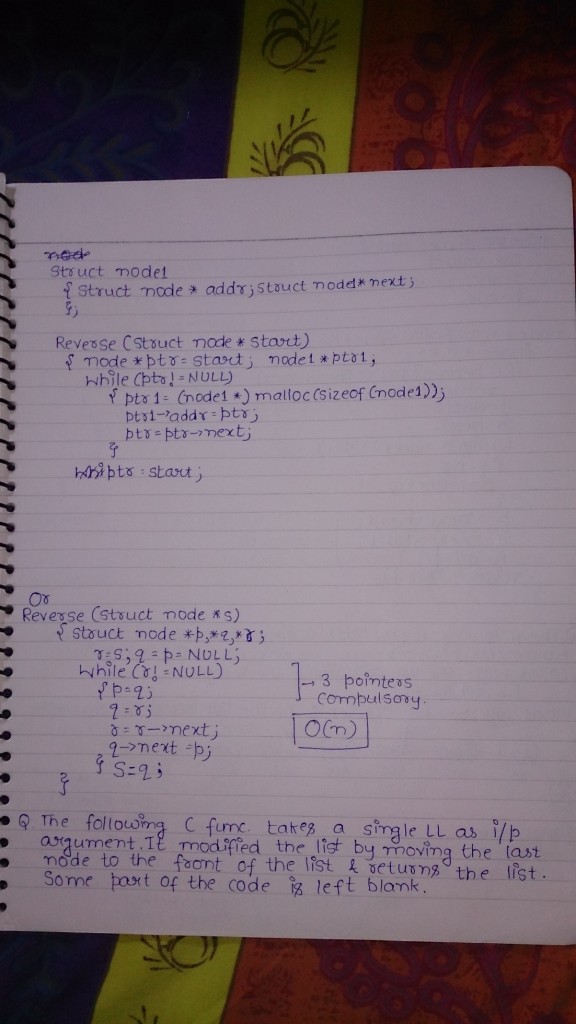 struct node1
{ struct node * addr; struct node1 * next;
};
Reverse (struct node * start)
{ node * ptr = start; node1 * ptr1;
while (ptr! = NULL)
{ ptr1 = (node1 *) malloc (sizeof (node1));
ptr1->addr = ptr;
ptr = ptr->next;
}
ptr = start;
Or
Reverse (struct node *s)
{ struct node *p,*q,*r;
r=s; q = p = NULL;
while (r! = NULL)
{ p=q;
q=r;
r = r->next;
q->next = p;
} s=q;
}
3 pointers
compulsory.
O(n)
Q. The following C func. takes a single LL as i/p
argument. It modified the list by moving the last
node to the front of the list & returns the list.
Some part of the code is left blank.